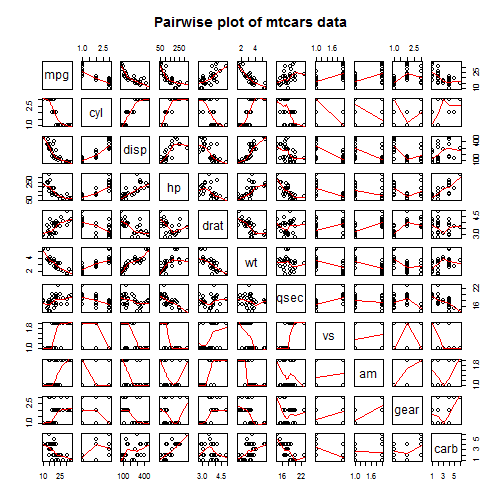 Pairwise plot of mtcars data
1.0 2.5 50 250 2 4 1.0 1.6 1.0 2.5
mpg 10 25
1.0 2.5 cyl
disp 100 400
50 250 hp
drat 3.0 4.5
2 4 wt
qsec 16 22
1.0 1.8 vs
am 1.0 1.8
1.0 2.5 gear
carb 1 3 5
10 25 100 400 3.0 4.5 16 22 1.0 1.6 1 3 5